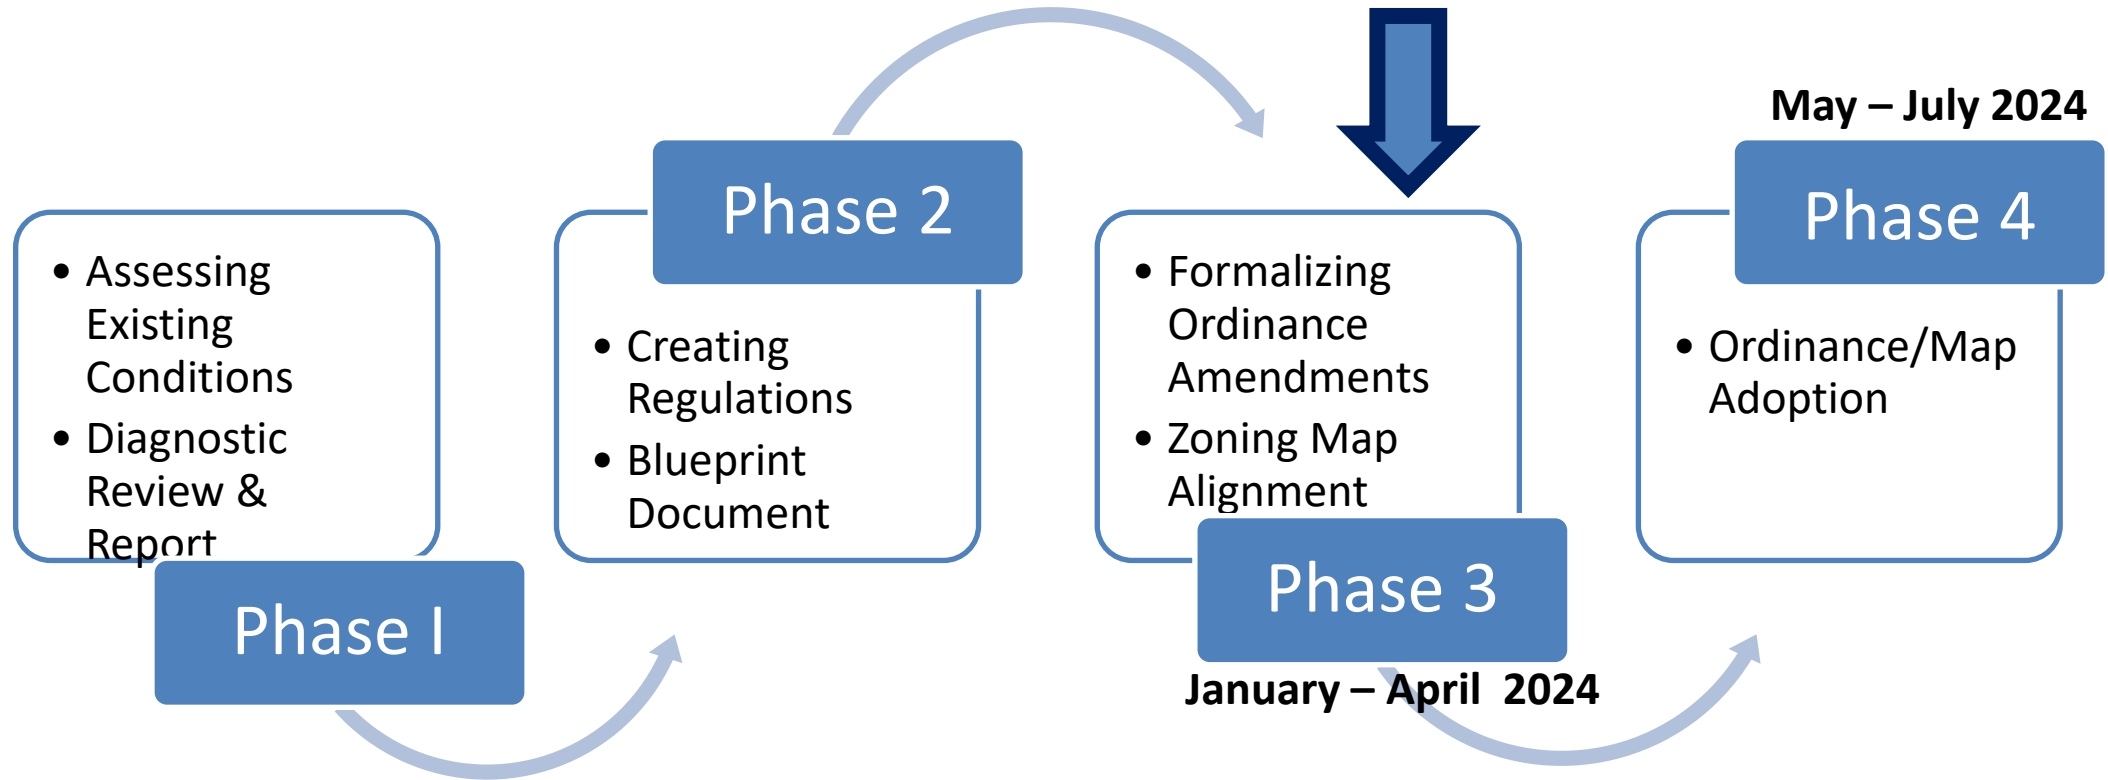 • Assessing
Existing
Conditions
• Diagnostic
Review &
Report
Phase I
Phase 2
• Creating
Regulations
• Blueprint
Document
• Formalizing
Ordinance
Amendments
• Zoning Map
Alignment
Phase 3
January – April 2024
May – July 2024
Phase 4
• Ordinance/Map
Adoption